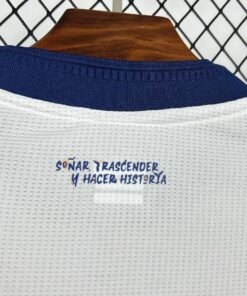 SOÑAR, TRASCENDER
Y HACER HISTORIA